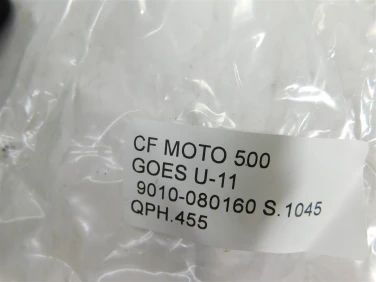 CF MOTO 500
GOES U-11
9010-080160 S.1045
QPH.455